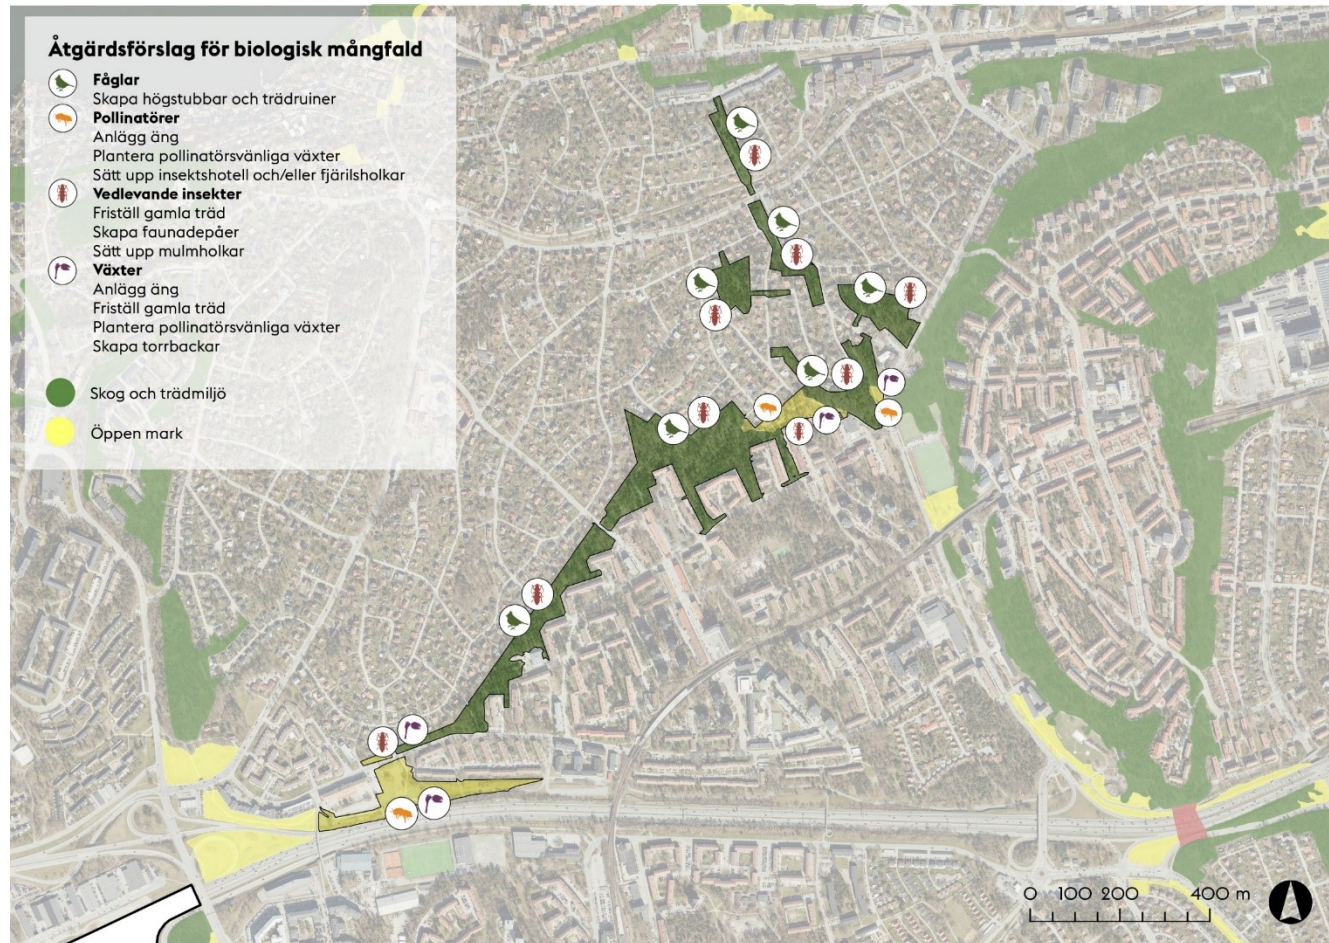 Åtgärdsförslag för biologisk mångfald
Fåglar
Skapa högstubbar och trädruiner
Pollinatörer
Anlägg äng
Plantera pollinatörsvänliga växter
Sätt upp insektshotell och/eller fjärilsholkar
Vedlevande insekter
Friställ gamla träd
Skapa faunadepåer
Sätt upp mulmholkar
Växter
Anlägg äng
Friställ gamla träd
Plantera pollinatörsvänliga växter
Skapa torrbackar
Skog och trädmiljö
Öppen mark
0 100 200 400 m